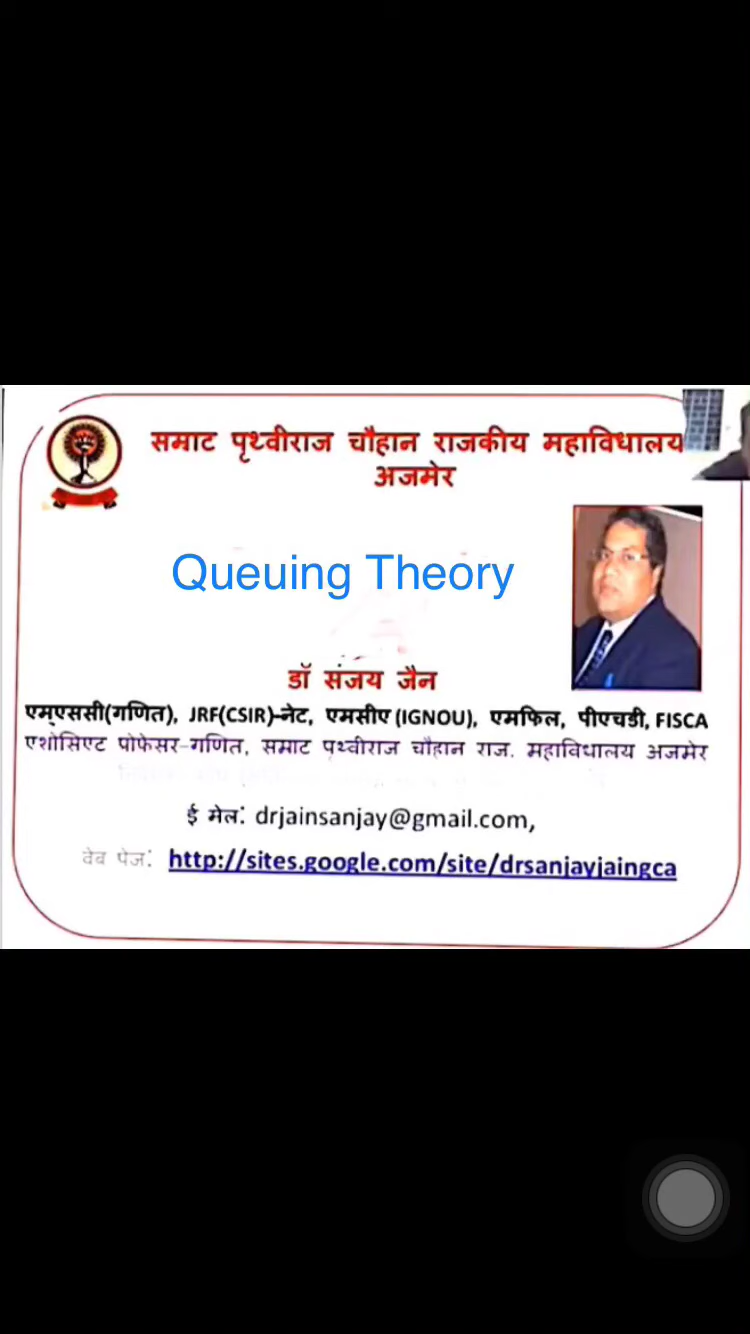 सम्राट पृथ्वीराज चौहान राजकीय महाविधालय
अजमेर
Queuing Theory
डॉ संजय जैन
एमएससी(गणित), JRF(CSIR)-नेट, एमसीए (IGNOU), एमफिल, पीएचडी, FISCA
एशोसिएट पोफेसर-गणित, सम्राट पृथ्वीराज चौहान राज. महाविधालय अजमेर
ई मेल: drjainsanjay@gmail.com,
वेब पेज: http://sites.google.com/site/drsanjayjaingca